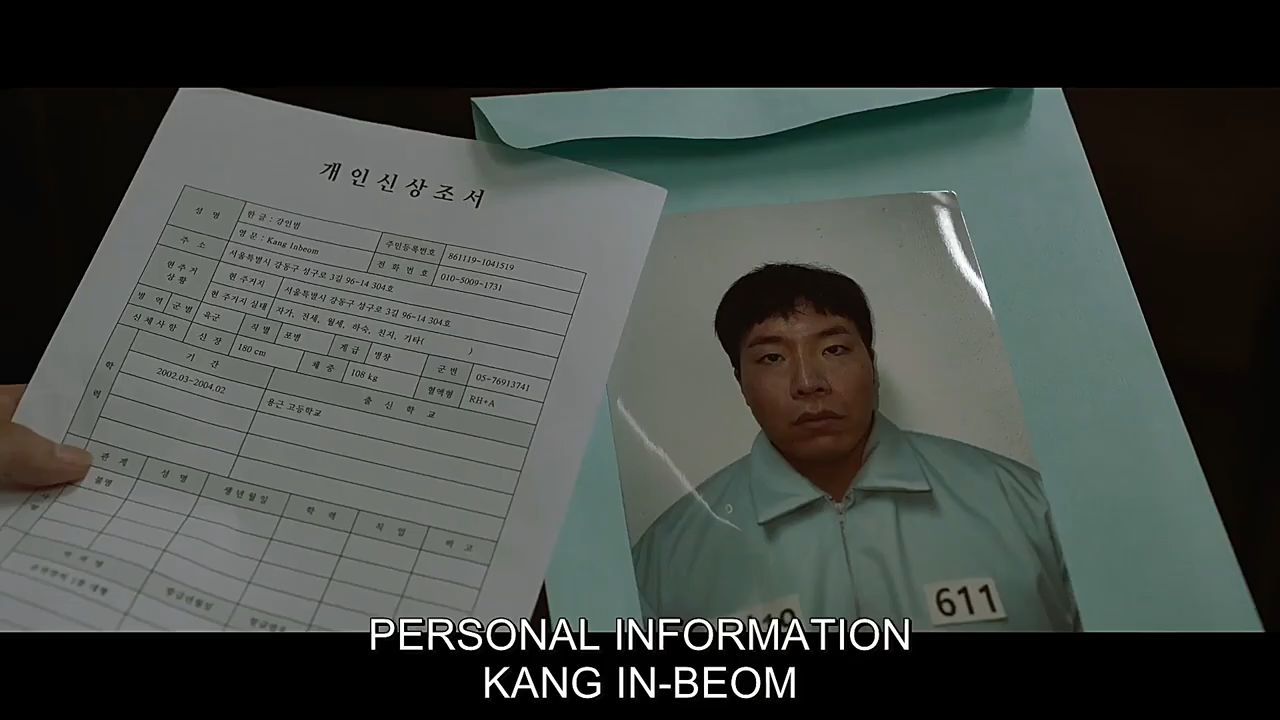 개인신상조서
성 명
한 글 : 강인범
영 문 : Kang Inbeom
주민등록번호
861119-1041519
주 소
서울특별시 강동구 성구로 3길 96-14 304호
전 화 번 호
010-5009-1731
현 주 거
상 황
현 주거지
서울특별시 강동구 성구로 3길 96-14 304호
현 주거지 실태
자가, 전세, 월세, 하숙, 친지, 기타( )
병 역
군 별
육군
직 별
보병
계 급
병장
군 번
05-76913741
신 체 사 항
신 장
180 cm
체 중
108 kg
혈액형
RH+A
학
력
기 간
출 신 학 교
2002.03~2004.02
용근 고등학교
관 계
성 명
생 년 월 일
학 력
직 업
비 고
불명
611
PERSONAL INFORMATION
KANG IN-BEOM